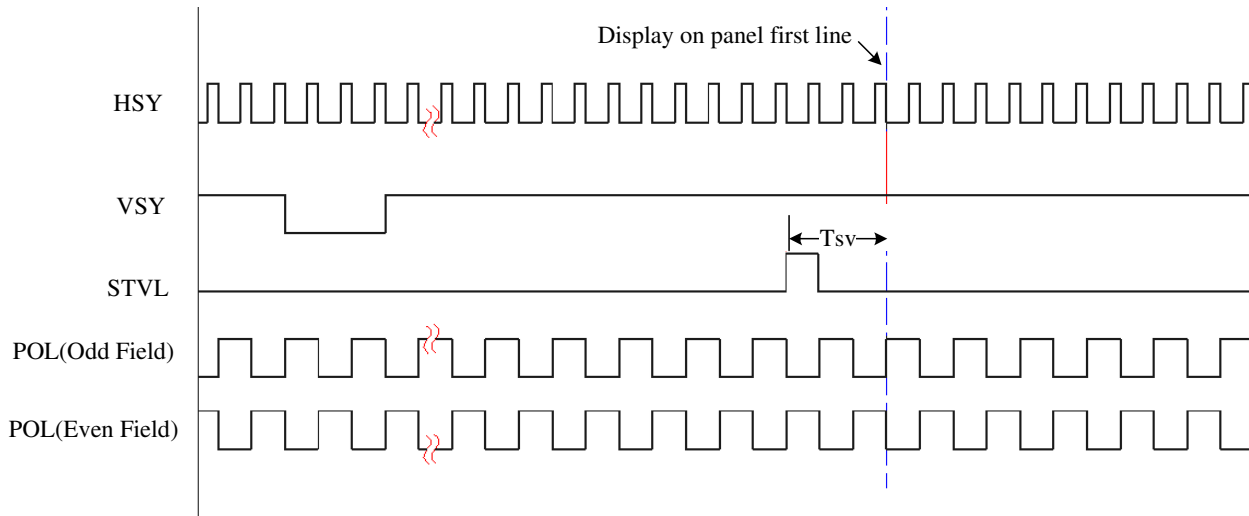 Display on panel first line
HSY
VSY
Tsv
STVL
POL(Odd Field)
POL(Even Field)